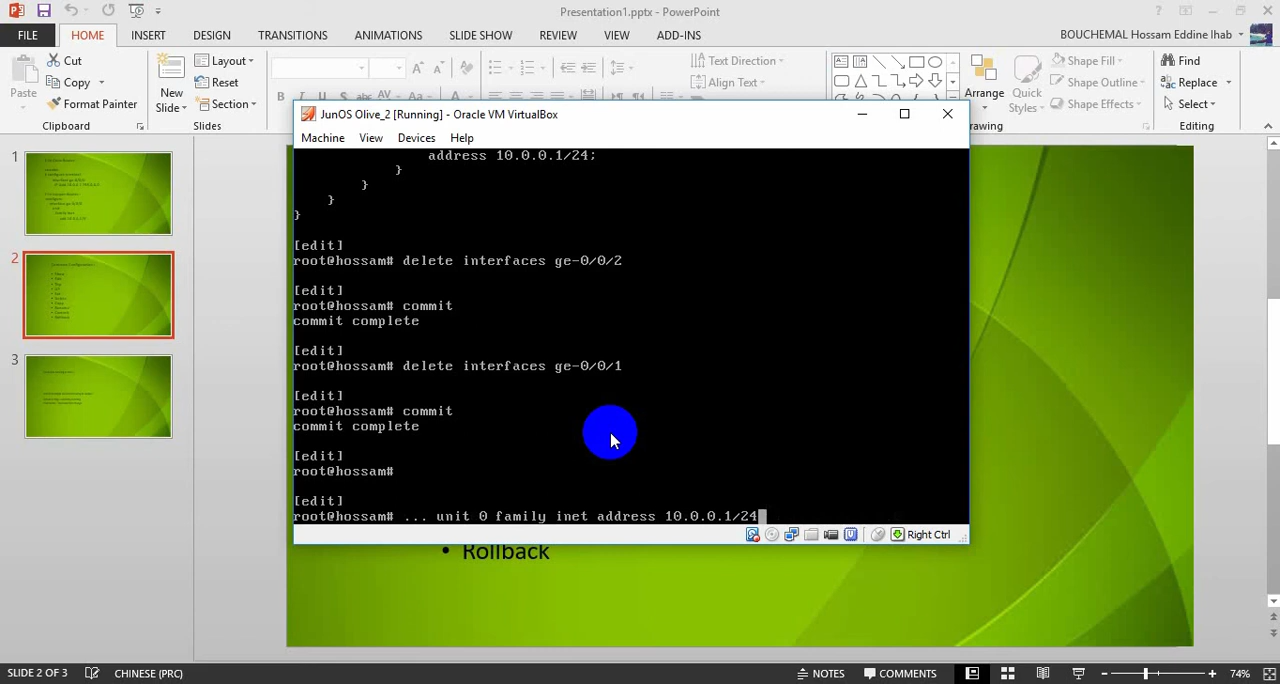 Presentation1.pptx - PowerPoint
FILE
HOME
INSERT
DESIGN
TRANSITIONS
ANIMATIONS
SLIDE SHOW
REVIEW
VIEW
ADD-INS
BOUCHEMAL Hossam Eddine Ihab
Paste
Cut
Copy
Format Painter
Clipboard
New
Slide
Layout
Reset
Section
Slides
Text Direction
Align Text
Arrange
Quick
Styles
Shape Fill
Shape Outline
Shape Effects
rawing
Find
Replace
Select
Editing
JunOS Olive_2 [Running] - Oracle VM VirtualBox
Machine View Devices Help
address 10.0.0.1/24;
}
}
}
}
[edit]
root@hossam# delete interfaces ge-0/0/2
[edit]
root@hossam# commit
commit complete
[edit]
root@hossam# delete interfaces ge-0/0/1
[edit]
root@hossam# commit
commit complete
[edit]
root@hossam#
[edit]
root@hossam# ... unit 0 family inet address 10.0.0.1/24
Right Ctrl
• Rollback
1
2
3
SLIDE 2 OF 3
CHINESE (PRC)
NOTES
COMMENTS
74%